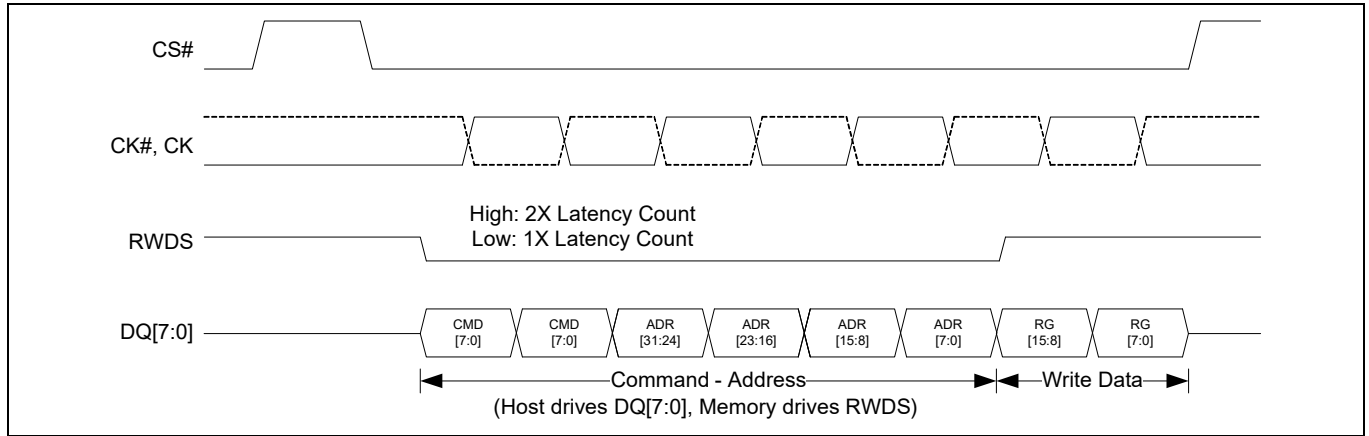 CS#
CK#, CK
High: 2X Latency Count
Low: 1X Latency Count
RWDS
DQ[7:0]
CMD
[7:0]
CMD
[7:0]
ADR
[31:24]
ADR
[23:16]
ADR
[15:8]
ADR
[7:0]
RG
[15:8]
RG
[7:0]
Command - Address
Write Data
(Host drives DQ[7:0], Memory drives RWDS)